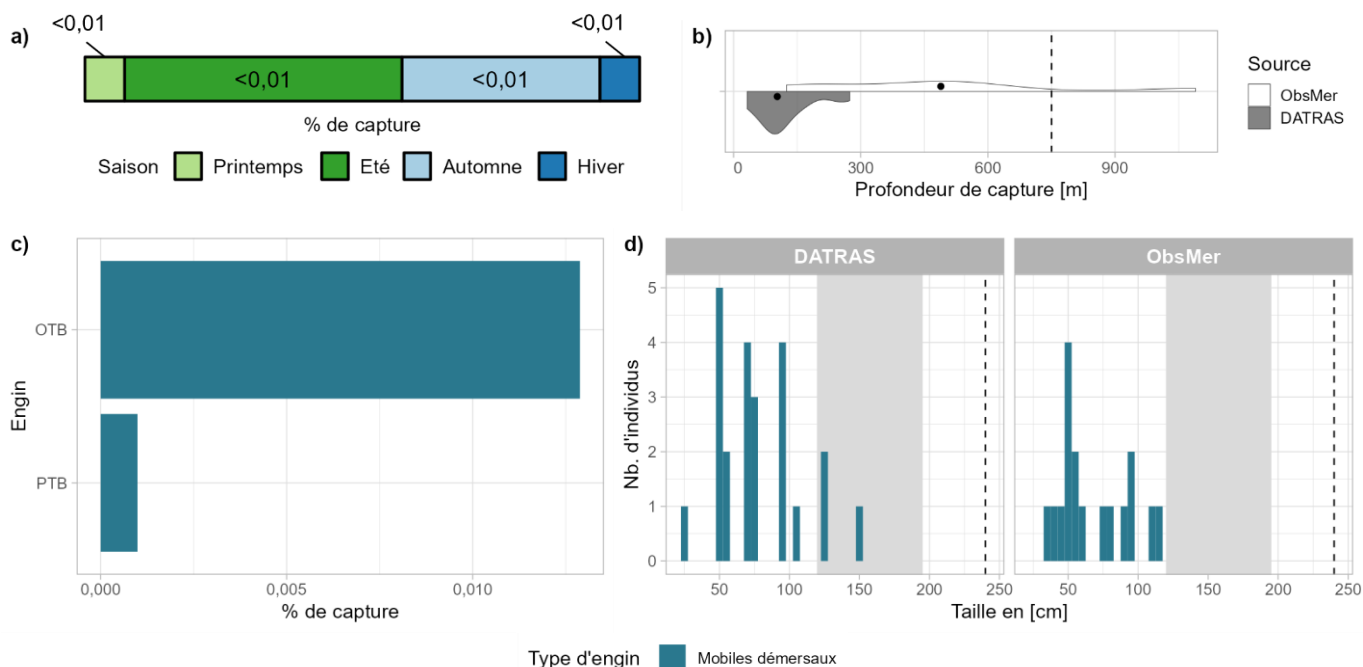 a)
<0,01
<0,01
<0,01
<0,01
% de capture
Saison
Printemps
Eté
Automne
Hiver
b)
0
300
600
900
Profondeur de capture [m]
Source
ObsMer
DATRAS
c)
Engin
OTB
PTB
0,000
0,005
0,010
% de capture
d)
DATRAS
ObsMer
Nb. d'individus
5
4
3
2
1
0
50
100
150
200
250
50
100
150
200
250
Taille en [cm]
Type d'engin
Mobiles démersaux